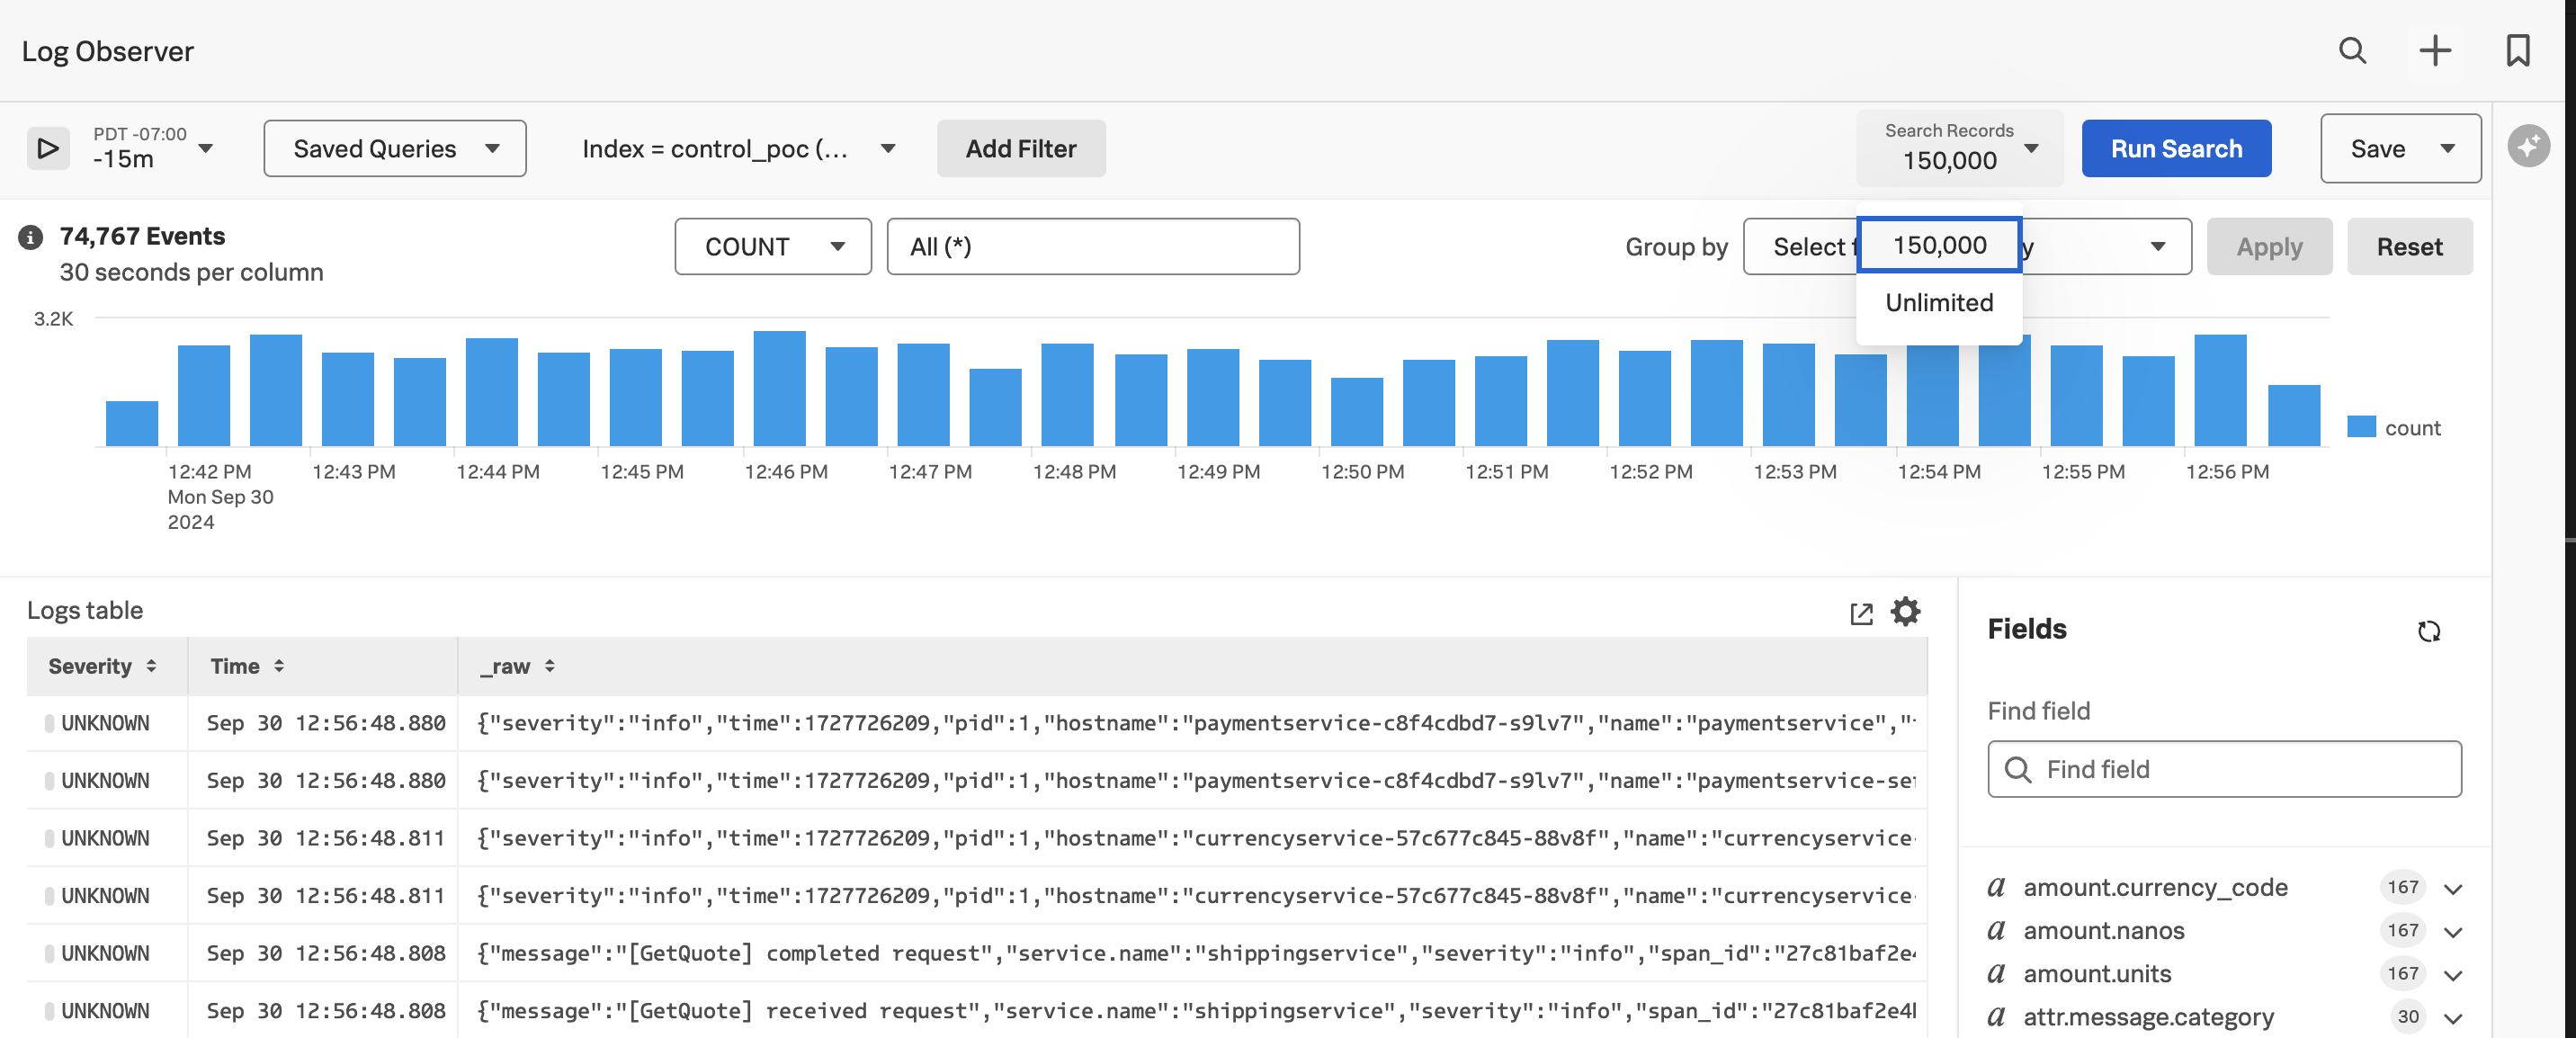 Log Observer
PDT -07:00
-15m
Saved Queries
Index = control_poc (...
Add Filter
Search Records
150,000
Run Search
Save
74,767 Events
30 seconds per column
COUNT
All (*)
Group by
Select
150,000
y
Apply
Reset
Unlimited
3.2K
count
12:42 PM 12:43 PM 12:44 PM 12:45 PM 12:46 PM 12:47 PM 12:48 PM 12:49 PM 12:50 PM 12:51 PM 12:52 PM 12:53 PM 12:54 PM 12:55 PM 12:56 PM
Mon Sep 30
2024
Logs table
Severity Time _raw
UNKNOWN Sep 30 12:56:48.880 {"severity":"info","time":1727726209,"pid":1,"hostname":"paymentservice-c8f4cdbd7-s9lv7","name":"paymentservice","
UNKNOWN Sep 30 12:56:48.880 {"severity":"info","time":1727726209,"pid":1,"hostname":"paymentservice-c8f4cdbd7-s9lv7","name":"paymentservice-se
UNKNOWN Sep 30 12:56:48.811 {"severity":"info","time":1727726209,"pid":1,"hostname":"currencyservice-57c677c845-88v8f","name":"currencyservice-
UNKNOWN Sep 30 12:56:48.811 {"severity":"info","time":1727726209,"pid":1,"hostname":"currencyservice-57c677c845-88v8f","name":"currencyservice-
UNKNOWN Sep 30 12:56:48.808 {"message":"[GetQuote] completed request","service.name":"shippingservice","severity":"info","span_id":"27c81baf2e4
UNKNOWN Sep 30 12:56:48.808 {"message":"[GetQuote] received request","service.name":"shippingservice","severity":"info","span_id":"27c81baf2e4
Fields
Find field
Find field
a amount.currency_code 167
a amount.nanos 167
a amount.units 167
a attr.message.category 30